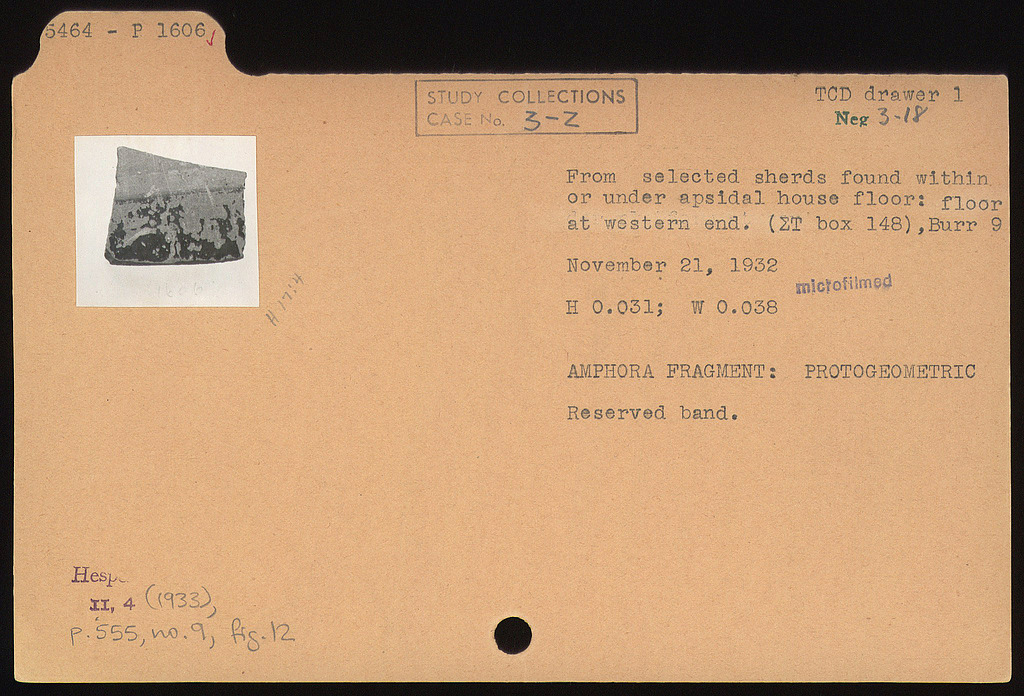 5464 - P 1606
STUDY COLLECTIONS
CASE No. 3-Z
TCD drawer 1
Neg 3-18
From selected sherds found within
or under apsidal house floor: floor
at western end. (ΣT box 148), Burr 9
November 21, 1932
microfilmed
H 0.031; W 0.038
AMPHORA FRAGMENT: PROTOGEOMETRIC
Reserved band.
1606
Hesp.
II, 4 (1933),
p. 555, no. 9, fig. 12